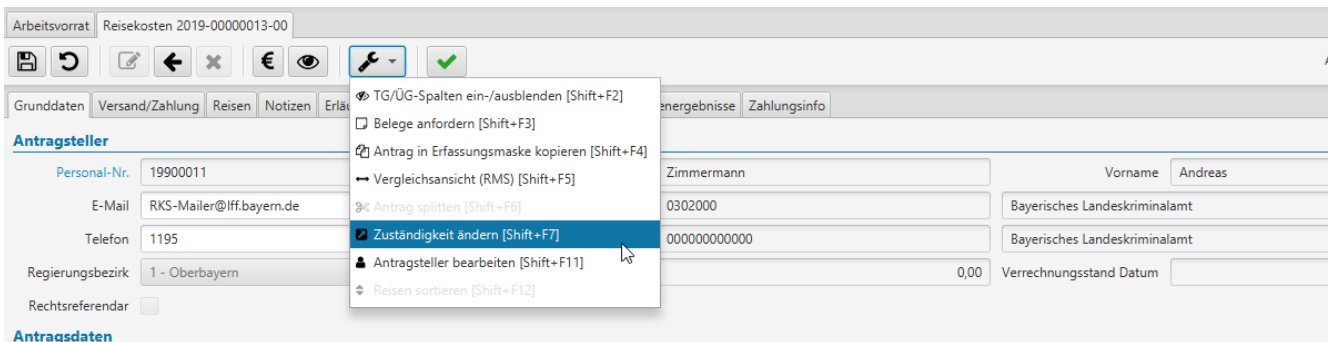 Arbeitsvorrat Reisekosten 2019-00000013-00
€
Grunddaten Versand/Zahlung Reisen Notizen energebnisse Zahlungsinfo
TG/ÜG-Spalten ein-/ausblenden [Shift+F2]
Belege anfordern [Shift+F3]
Antrag in Erfassungsmaske kopieren [Shift+F4]
Vergleichsansicht (RMS) [Shift+F5]
Antrag splitten [Shift+F6]
Zuständigkeit ändern [Shift+F7]
Antragsteller bearbeiten [Shift+F11]
Reisen sortieren [Shift+F12]
Antragsteller
Personal-Nr. 19900011 Zimmermann Vorname Andreas
E-Mail RKS-Mailer@lff.bayern.de 0302000 Bayerisches Landeskriminalamt
Telefon 1195 000000000000 Bayerisches Landeskriminalamt
Regierungsbezirk 1 - Oberbayern 0,00 Verrechnungsstand Datum
Rechtsreferendar
Antragsdaten